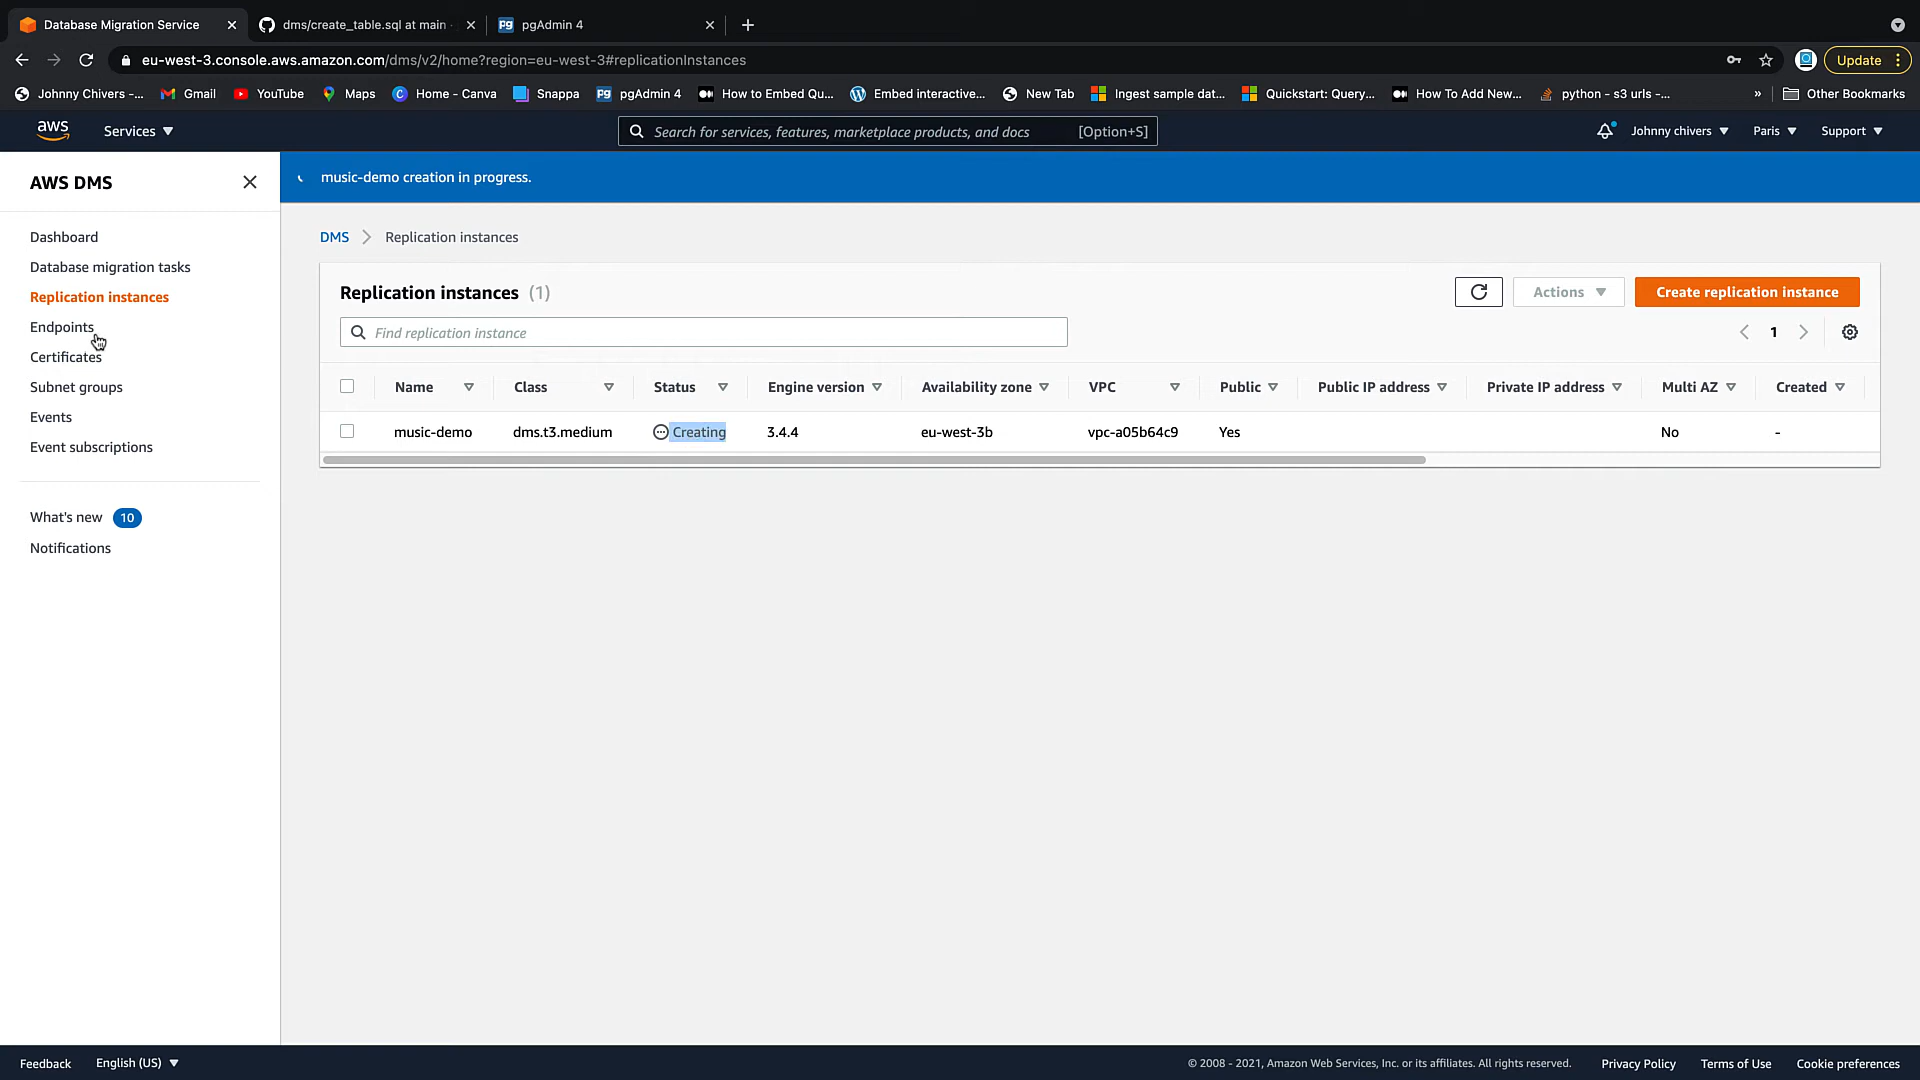 Database Migration Service
dms/create_table.sql at main
pgAdmin 4
eu-west-3.console.aws.amazon.com/dms/v2/home?region=eu-west-3#replicationInstances
Update
Johnny Chivers -...
Gmail
YouTube
Maps
Home - Canva
Snappa
pgAdmin 4
How to Embed Qu...
Embed interactive...
New Tab
Ingest sample dat...
Quickstart: Query...
How To Add New...
python - s3 urls -...
»
Other Bookmarks
aws
Services
Search for services, features, marketplace products, and docs
[Option+S]
Johnny chivers
Paris
Support
AWS DMS
music-demo creation in progress.
Dashboard
Database migration tasks
Replication instances
Endpoints
Certificates
Subnet groups
Events
Event subscriptions
What's new 10
Notifications
DMS > Replication instances
Replication instances (1)
Actions
Create replication instance
Find replication instance
1
Name Class Status Engine version Availability zone VPC Public Public IP address Private IP address Multi AZ Created
music-demo dms.t3.medium Creating 3.4.4 eu-west-3b vpc-a05b64c9 Yes No -
Feedback
English (US)
© 2008 - 2021, Amazon Web Services, Inc. or its affiliates. All rights reserved.
Privacy Policy
Terms of Use
Cookie preferences